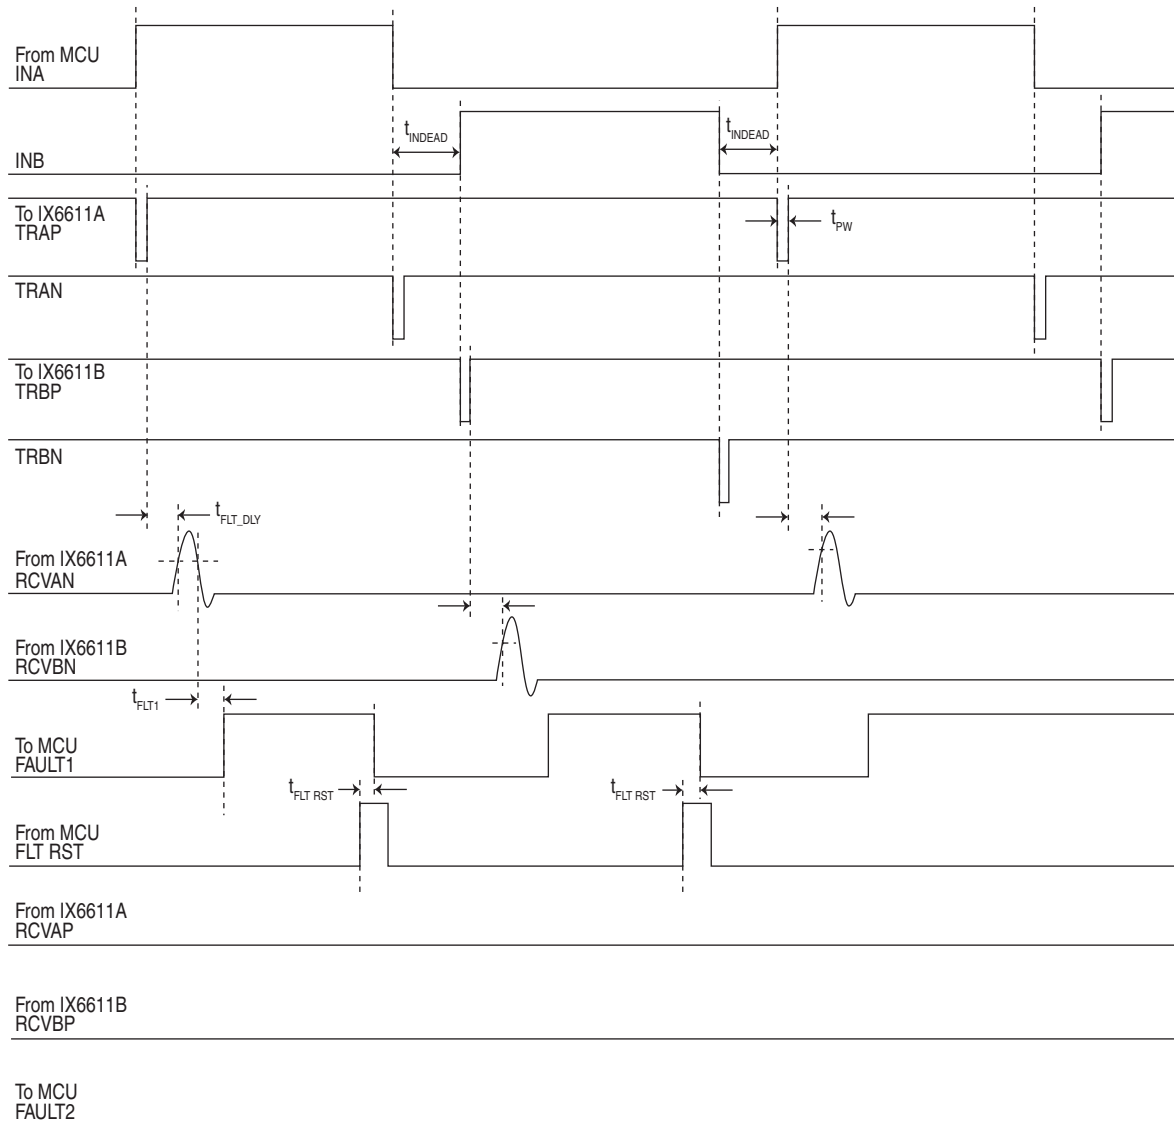 From MCU
INA
tINDEAD
tINDEAD
INB
To IX6611A
TRAP
tPW
TRAN
To IX6611B
TRBP
TRBN
tFLT_DLY
From IX6611A
RCVAN
From IX6611B
RCVBN
tFLT1
To MCU
FAULT1
tFLT RST
tFLT RST
From MCU
FLT RST
From IX6611A
RCVAP
From IX6611B
RCVBP
To MCU
FAULT2